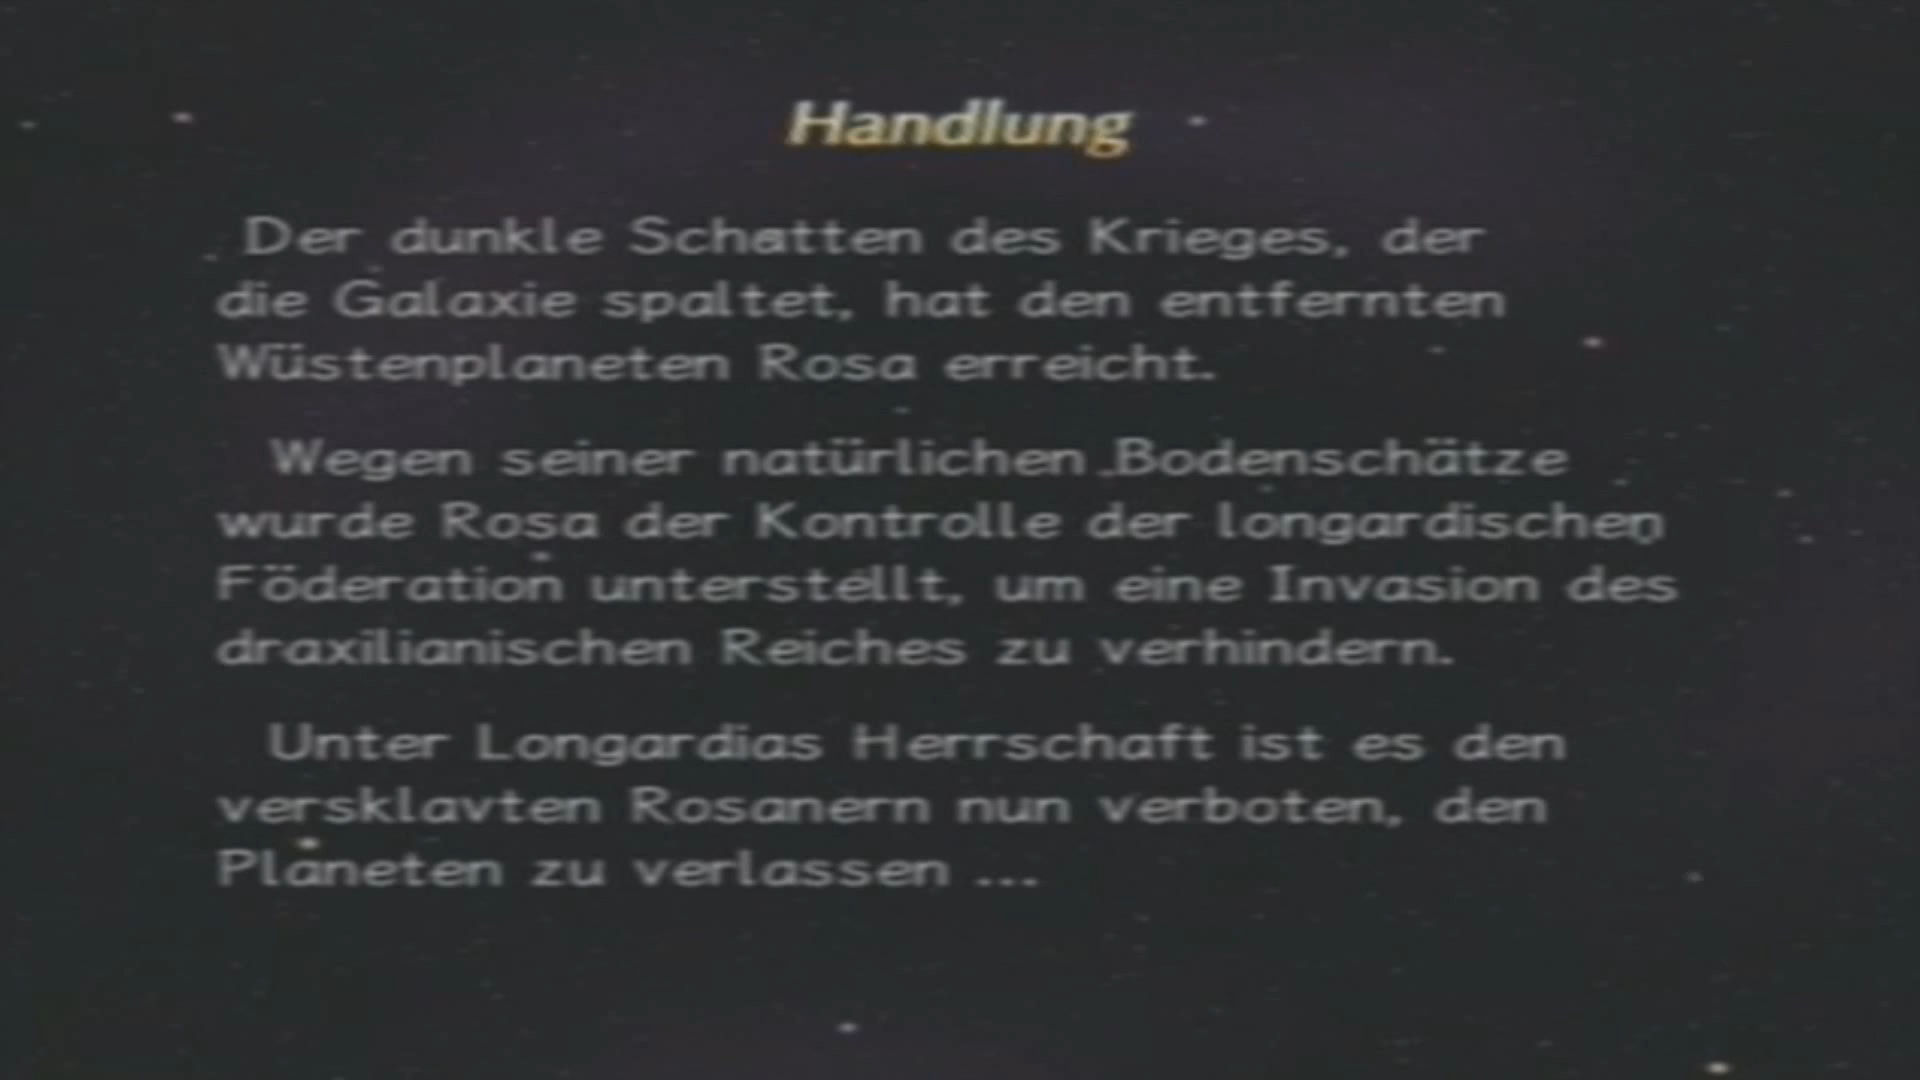 Handlung
Der dunkle Schatten des Krieges, der
die Galaxie spaltet, hat den entfernten
Wüstenplaneten Rosa erreicht.
Wegen seiner natürlichen Bodenschätze
wurde Rosa der Kontrolle der longardischen
Föderation unterstellt, um eine Invasion des
draxilianischen Reiches zu verhindern.
Unter Longardias Herrschaft ist es den
versklavten Rosanern nun verboten, den
Planeten zu verlassen ...